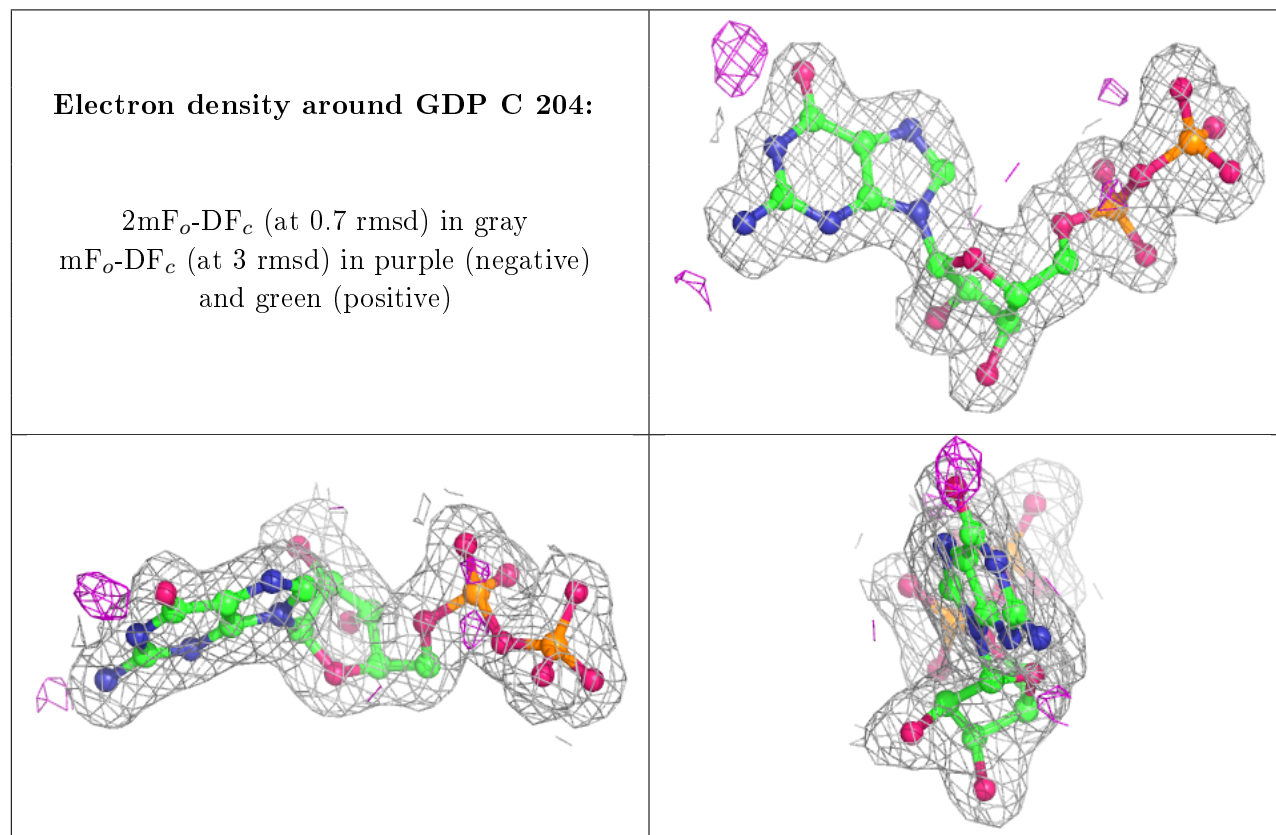 Electron density around GDP C 204:
2mFₒ-DF𝒸 (at 0.7 rmsd) in gray
mFₒ-DF𝒸 (at 3 rmsd) in purple (negative)
and green (positive)